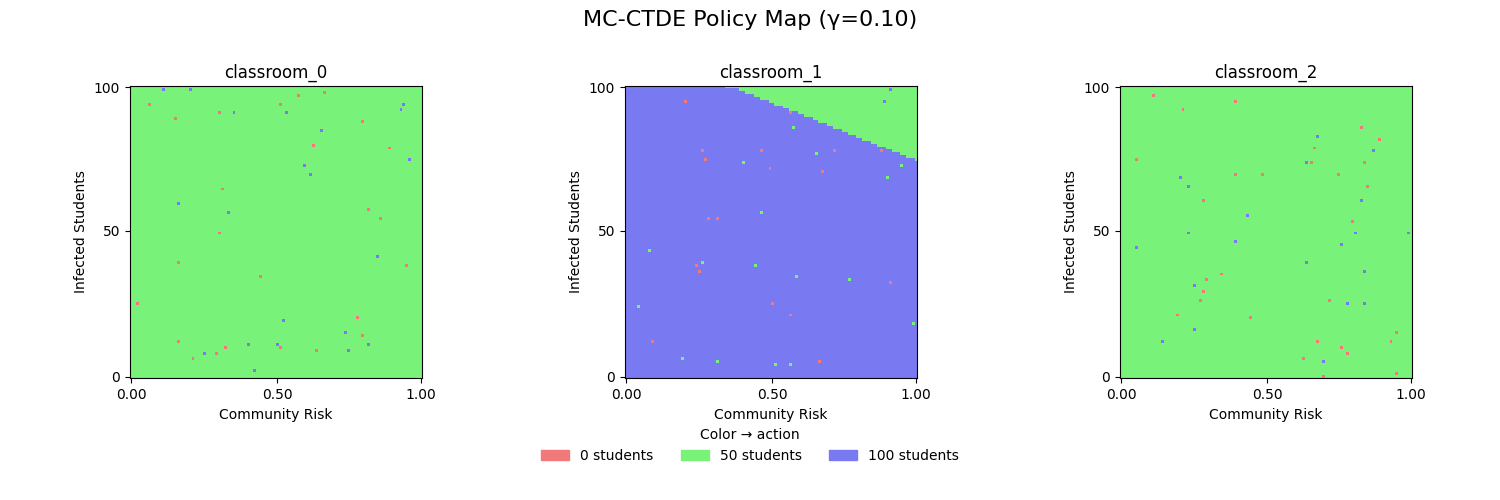 MC-CTDE Policy Map (γ=0.10)
classroom_0
classroom_1
classroom_2
100
50
0
Infected Students
0.00
0.50
1.00
Community Risk
100
50
0
Infected Students
0.00
0.50
1.00
Community Risk
100
50
0
Infected Students
0.00
0.50
1.00
Community Risk
Color → action
0 students
50 students
100 students